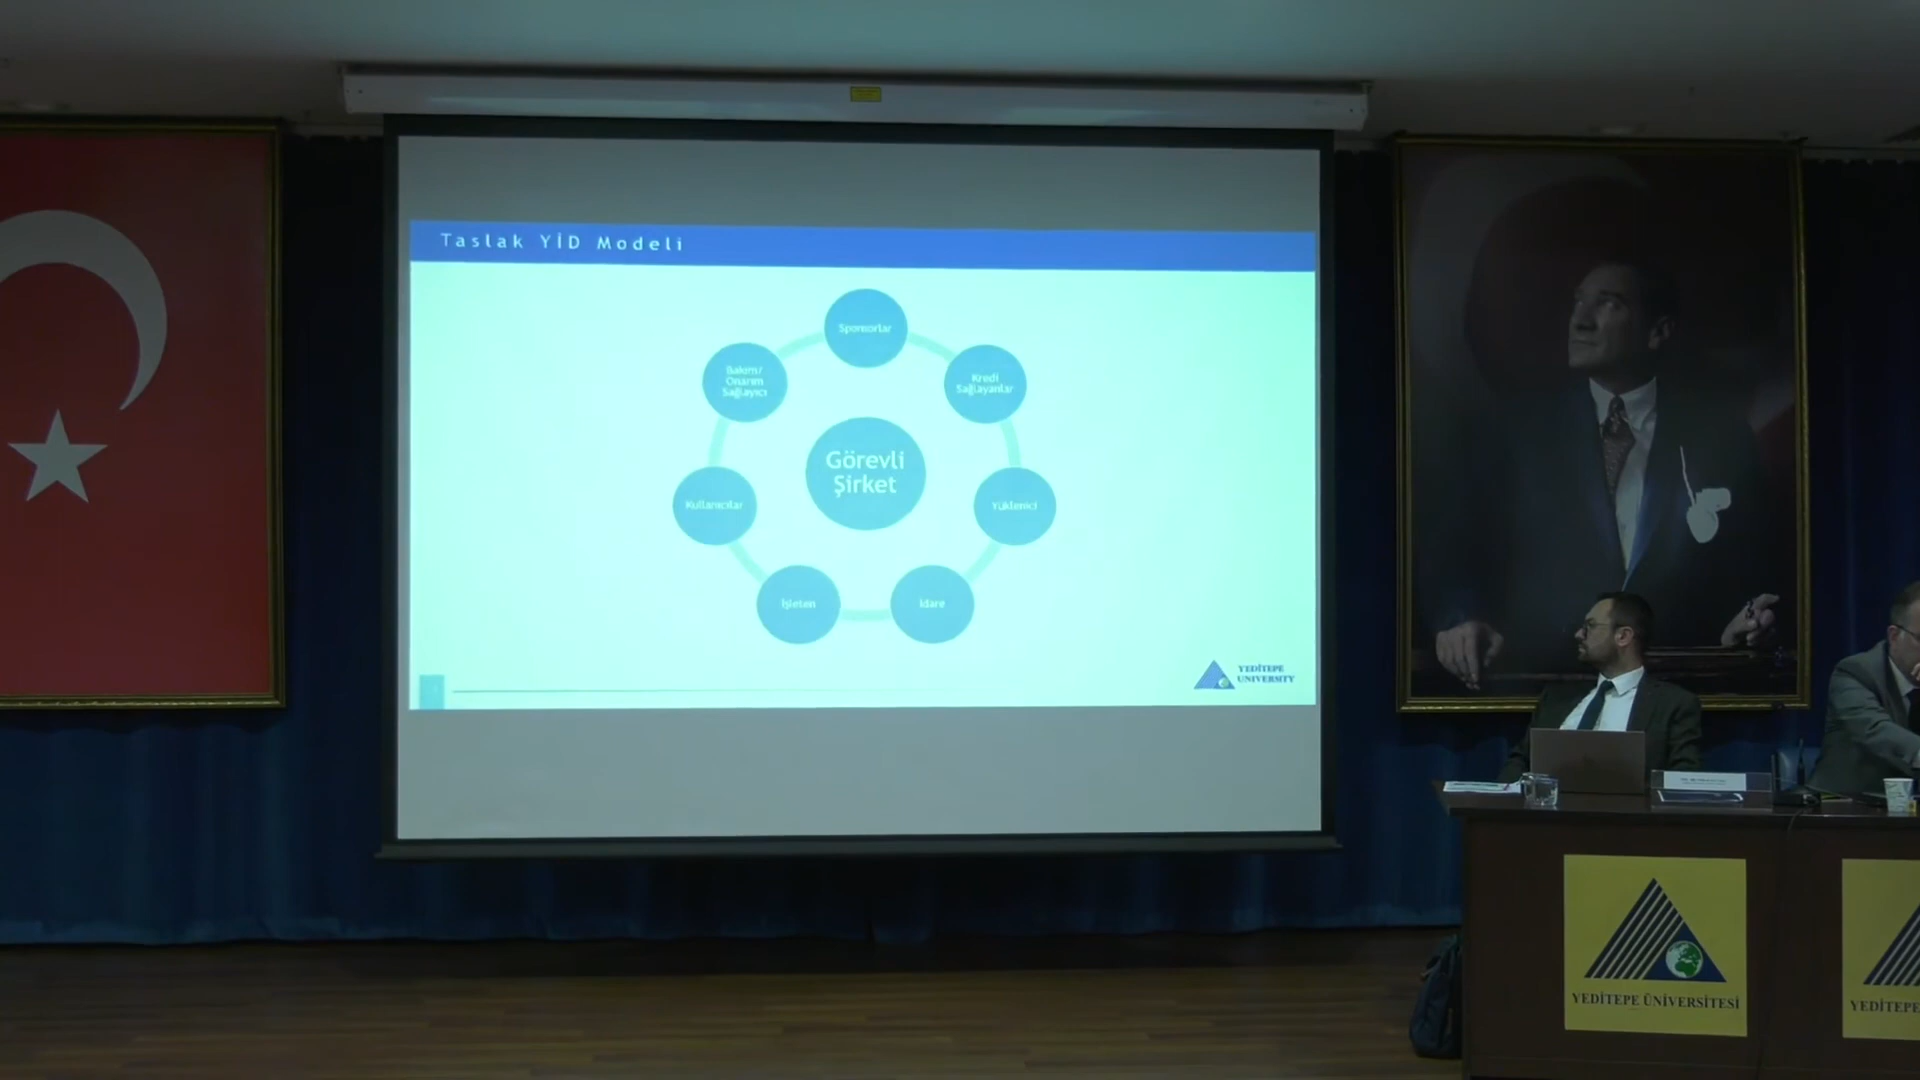 Taslak YİD Modeli
Sponsorlar
Bakım/
Onarım
Sağlayıcı
Kredi
Sağlayanlar
Görevli
Şirket
Kullanıcılar
Yüklenici
İşleten
İdare
YEDİTEPE
UNIVERSITY
YEDİTEPE ÜNİVERSİTESİ
YEDİTEPE